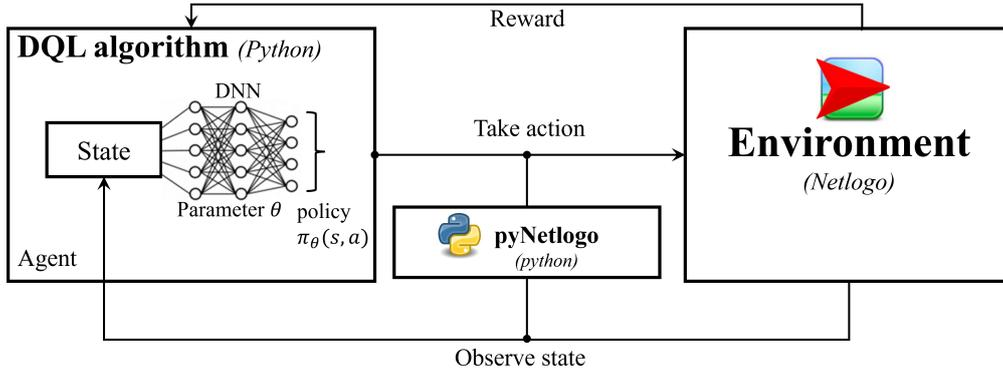 Reward
DQL algorithm (Python)
DNN
State
Take action
Environment
(Netlogo)
Parameter θ
policy
π_θ(s, a)
pyNetlogo
(python)
Agent
Observe state